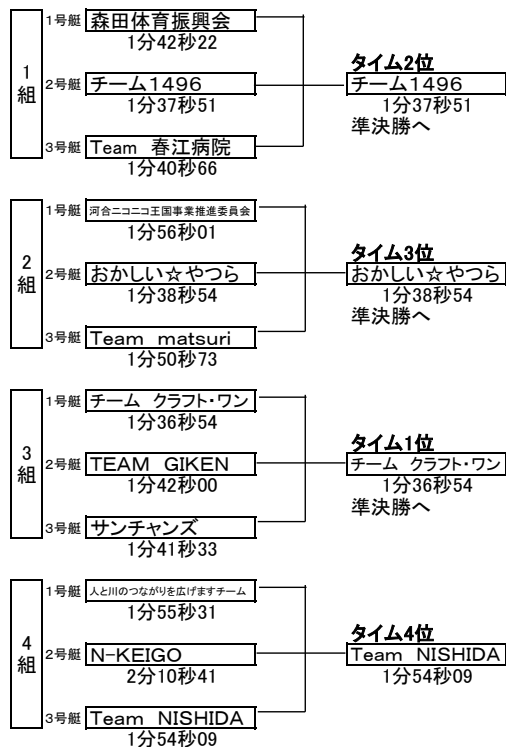 1組
1号艇 森田体育振興会
1分42秒22
2号艇 チーム1496
1分37秒51
3号艇 Team 春江病院
1分40秒66
タイム2位
チーム1496
1分37秒51
準決勝へ
2組
1号艇 河合ニコニコ王国事業推進委員会
1分56秒01
2号艇 おかしい☆やつら
1分38秒54
3号艇 Team matsuri
1分50秒73
タイム3位
おかしい☆やつら
1分38秒54
準決勝へ
3組
1号艇 チーム クラフト・ワン
1分36秒54
2号艇 TEAM GIKEN
1分42秒00
3号艇 サンチャンズ
1分41秒33
タイム1位
チーム クラフト・ワン
1分36秒54
準決勝へ
4組
1号艇 人と川のつながりを広げますチーム
1分55秒31
2号艇 N-KEIGO
2分10秒41
3号艇 Team NISHIDA
1分54秒09
タイム4位
Team NISHIDA
1分54秒09